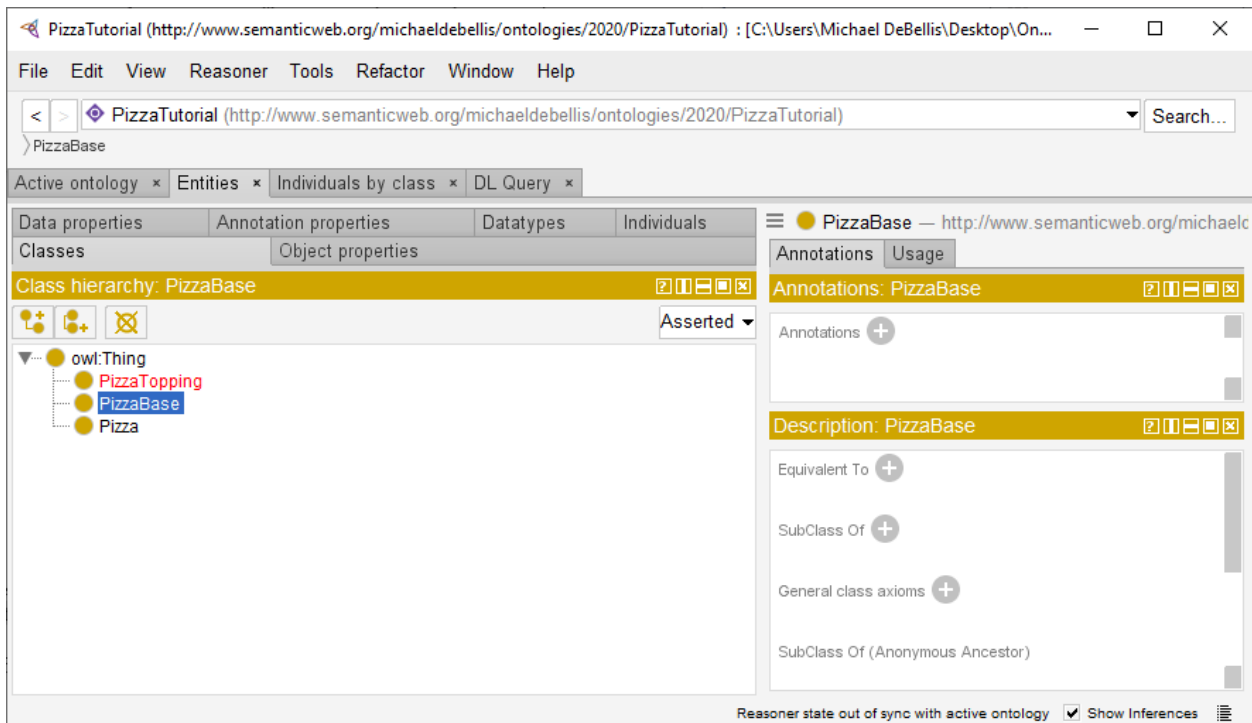 PizzaTutorial (http://www.semanticweb.org/michaeldebellis/ontologies/2020/PizzaTutorial) : [C:\Users\Michael DeBellis\Desktop\On...
File Edit View Reasoner Tools Refactor Window Help
< > PizzaTutorial (http://www.semanticweb.org/michaeldebellis/ontologies/2020/PizzaTutorial) Search...
PizzaBase
Active ontology × Entities × Individuals by class × DL Query ×
Data properties Annotation properties Datatypes Individuals
Classes Object properties
Class hierarchy: PizzaBase
Asserted
owl:Thing
PizzaTopping
PizzaBase
Pizza
PizzaBase — http://www.semanticweb.org/michaelc
Annotations Usage
Annotations: PizzaBase
Annotations
Description: PizzaBase
Equivalent To
SubClass Of
General class axioms
SubClass Of (Anonymous Ancestor)
Reasoner state out of sync with active ontology Show Inferences